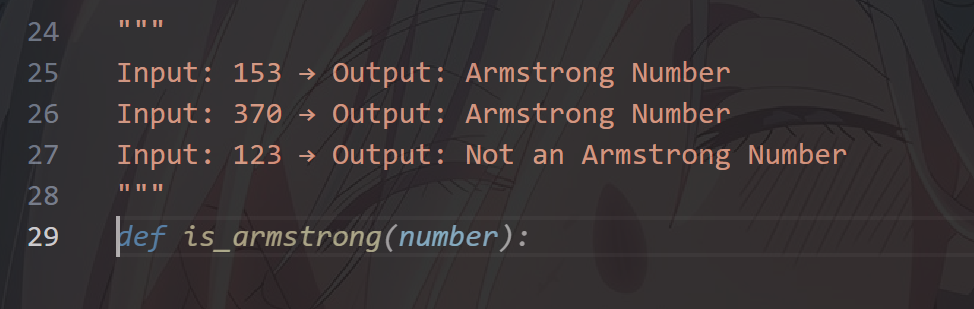 24 """
25 Input: 153 → Output: Armstrong Number
26 Input: 370 → Output: Armstrong Number
27 Input: 123 → Output: Not an Armstrong Number
28 """
29 def is_armstrong(number):